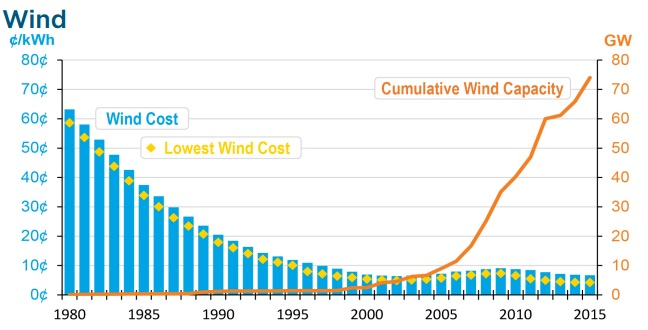 Wind
¢/kWh GW
80¢ 80
70¢ 70
Cumulative Wind Capacity
60¢ Wind Cost 60
Lowest Wind Cost
50¢ 50
40¢ 40
30¢ 30
20¢ 20
10¢ 10
0¢ 0
1980 1985 1990 1995 2000 2005 2010 2015